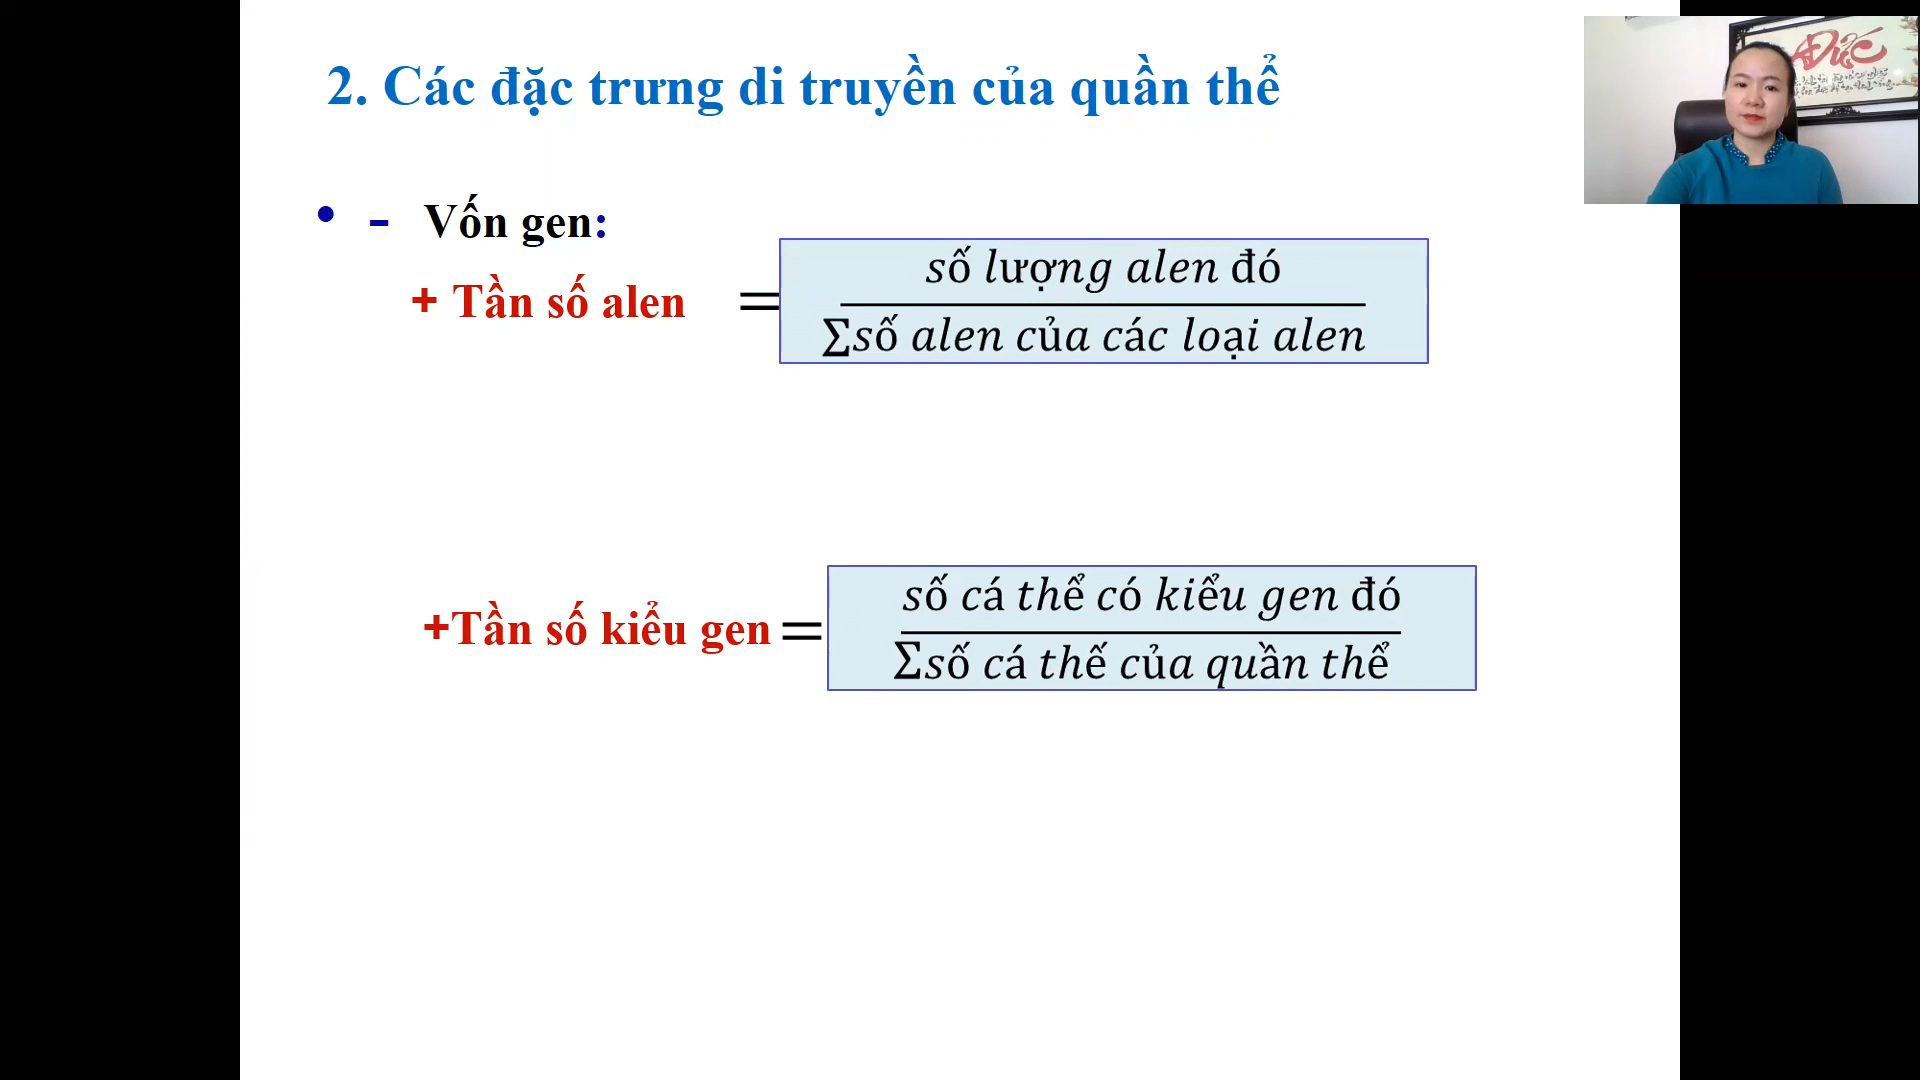 2. Các đặc trưng di truyền của quần thể
• - Vốn gen:
+ Tần số alen = số lượng alen đó
∑số alen của các loại alen
+Tần số kiểu gen = số cá thể có kiểu gen đó
∑số cá thế của quần thể
Đức